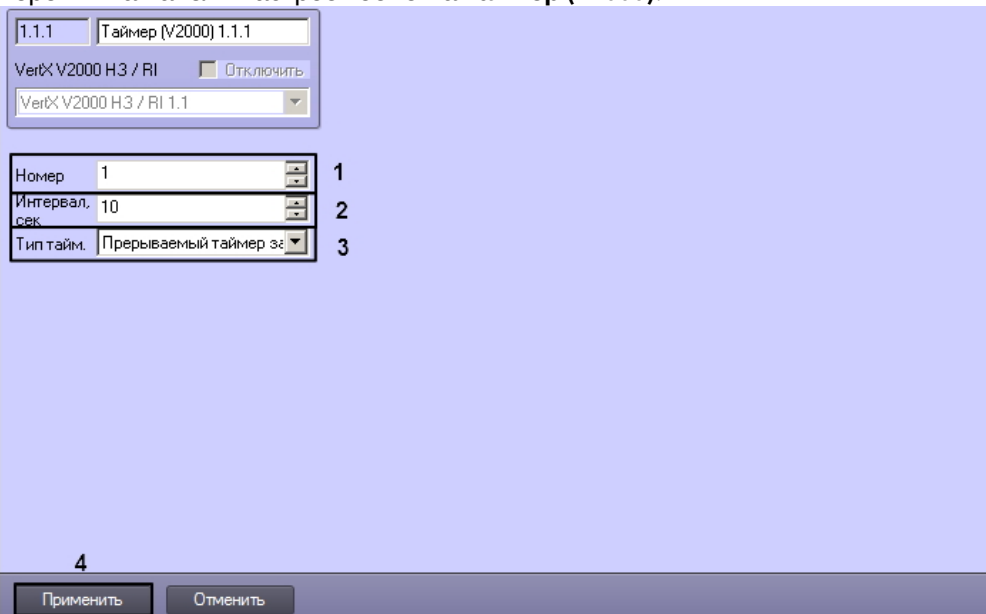 1.1.1 Таймер (V2000) 1.1.1
VertX V2000 H3 / RI Отключить
VertX V2000 H3 / RI 1.1
Номер 1 1
Интервал, сек 10 2
Тип тайм. Прерываемый таймер за 3
4
Применить Отменить